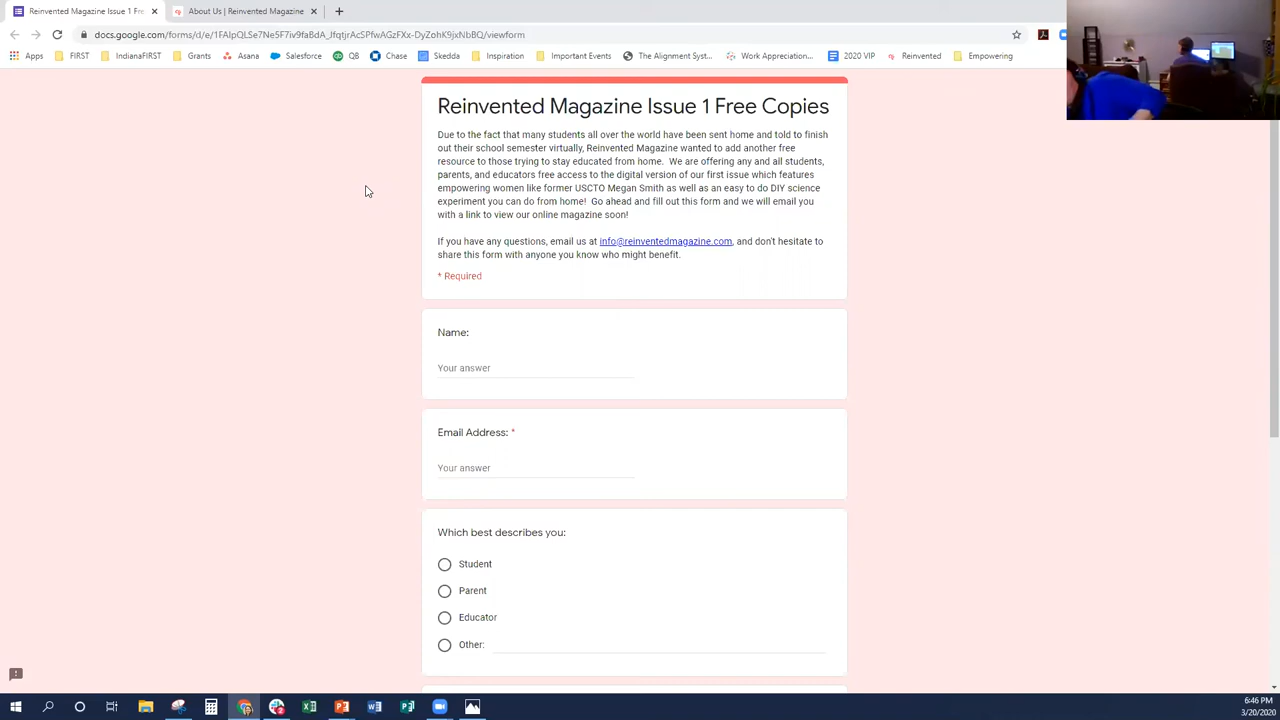 Reinvented Magazine Issue 1 Fre
About Us | Reinvented Magazine
docs.google.com/forms/d/e/1FAIpQLSe7Ne5F7iv9faBdA_JfqtjrAcSPfwAGzFXx-DyZohK9jxNbBQ/viewform
Apps FIRST IndianaFIRST Grants Asana Salesforce QB Chase Skedda Inspiration Important Events The Alignment Syst... Work Appreciation... 2020 VIP Reinvented Empowering
Reinvented Magazine Issue 1 Free Copies
Due to the fact that many students all over the world have been sent home and told to finish
out their school semester virtually, Reinvented Magazine wanted to add another free
resource to those trying to stay educated from home. We are offering any and all students,
parents, and educators free access to the digital version of our first issue which features
empowering women like former USCTO Megan Smith as well as an easy to do DIY science
experiment you can do from home! Go ahead and fill out this form and we will email you
with a link to view our online magazine soon!
If you have any questions, email us at info@reinventedmagazine.com, and don't hesitate to
share this form with anyone you know who might benefit.
* Required
Name:
Your answer
Email Address: *
Your answer
Which best describes you:
Student
Parent
Educator
Other:
6:46 PM
3/20/2020